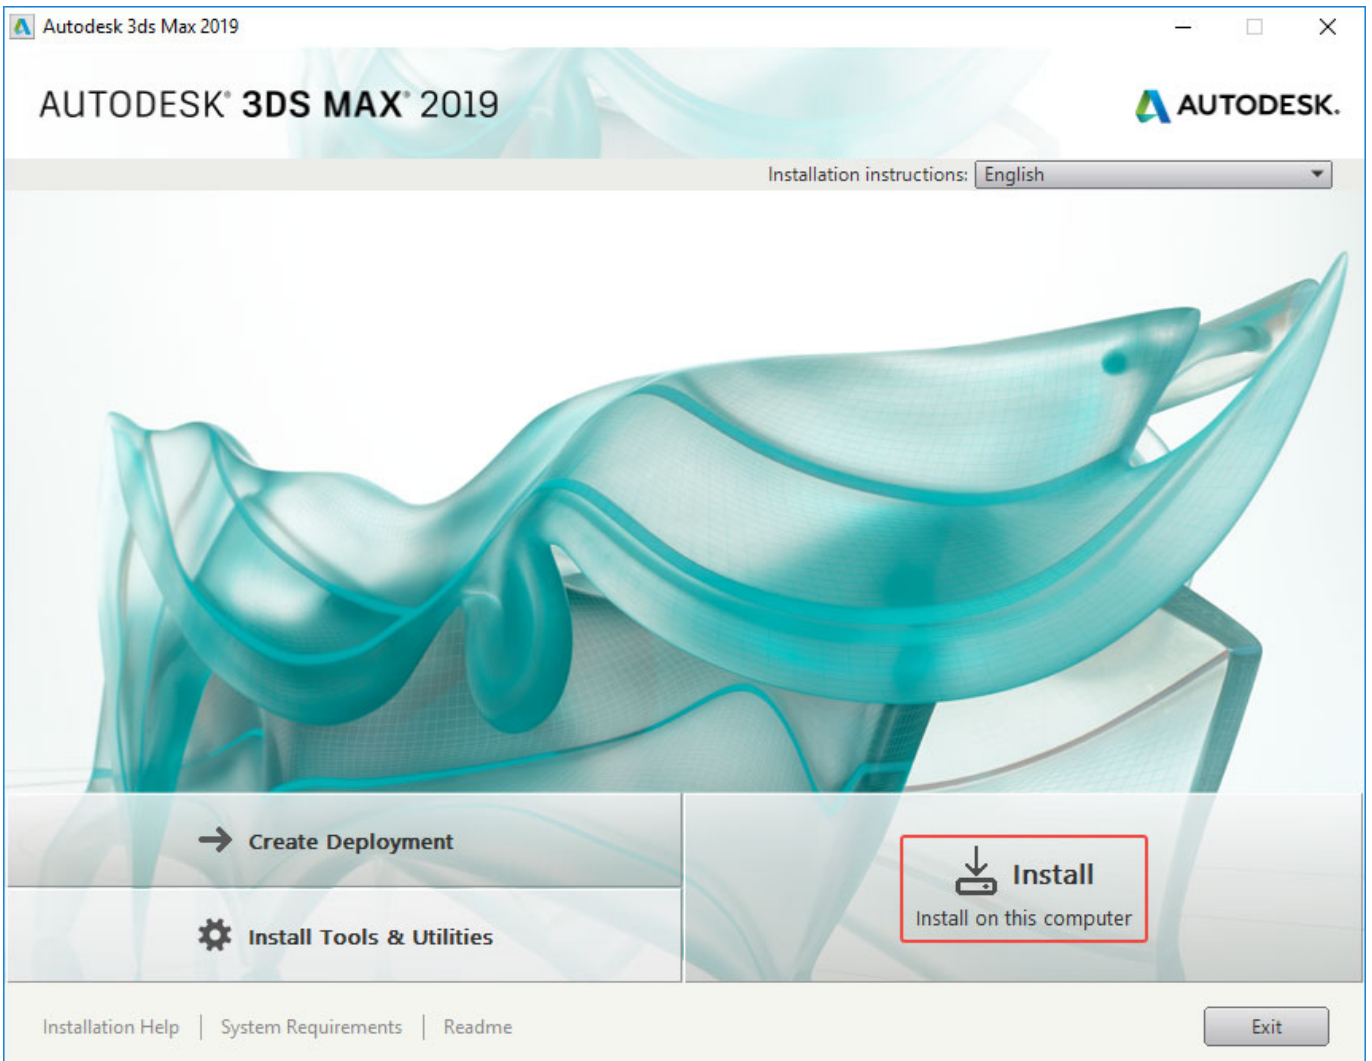 Autodesk 3ds Max 2019
AUTODESK® 3DS MAX® 2019
AUTODESK.
Installation instructions: English
Create Deployment
Install Tools & Utilities
Install
Install on this computer
Installation Help | System Requirements | Readme
Exit